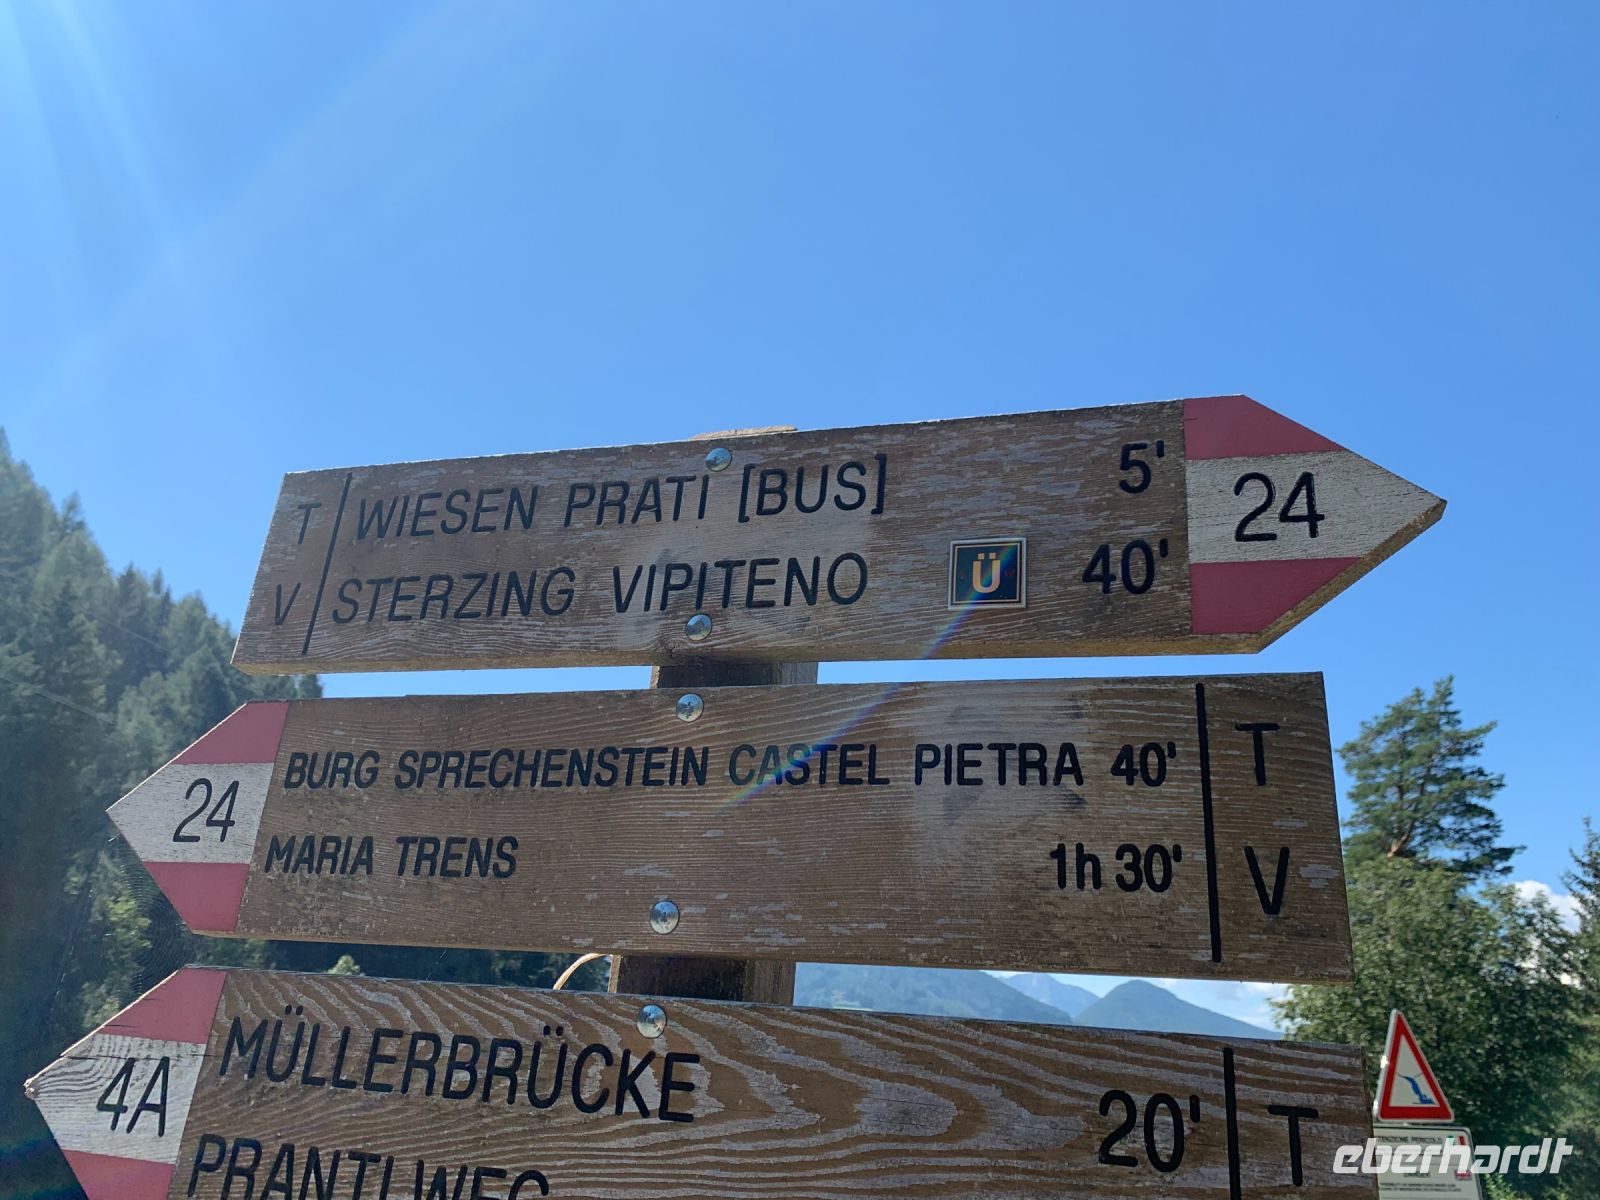 T WIESEN PRATI [BUS] 5' 24
V STERZING VIPITENO Ü 40'
24 BURG SPRECHENSTEIN CASTEL PIETRA 40' T
MARIA TRENS 1h 30' V
4A MÜLLERBRÜCKE 20' T
PRANTLWEG
eberhardt